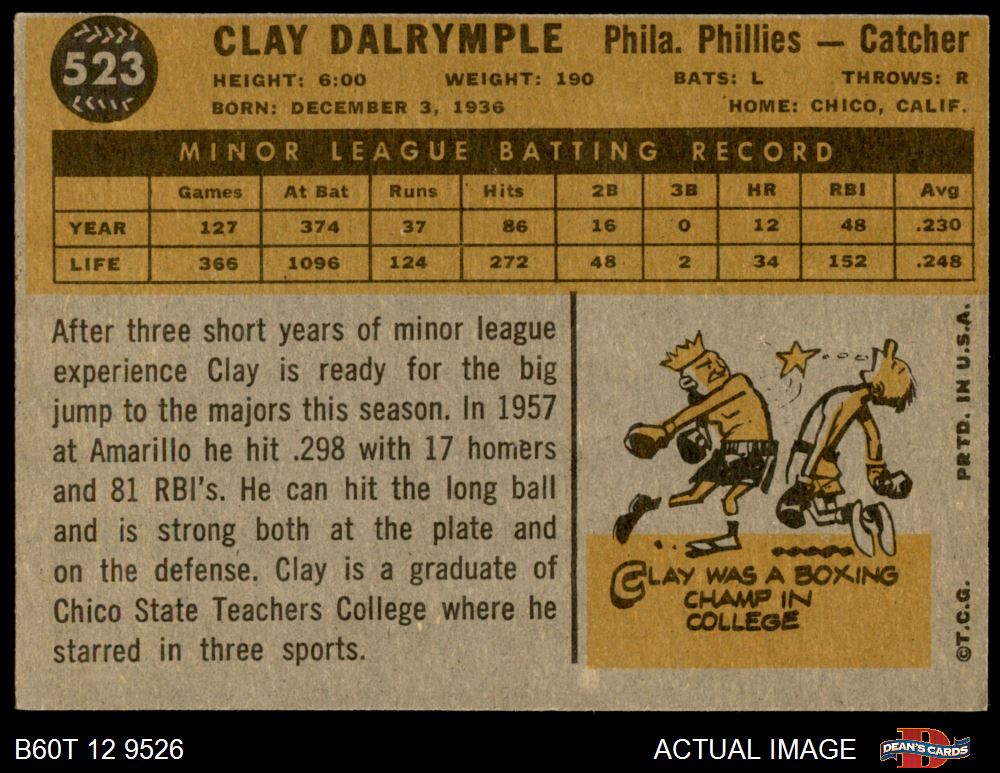 523
CLAY DALRYMPLE Phila. Phillies — Catcher
HEIGHT: 6:00 WEIGHT: 190 BATS: L THROWS: R
BORN: DECEMBER 3, 1936 HOME: CHICO, CALIF.
MINOR LEAGUE BATTING RECORD
Games At Bat Runs Hits 2B 3B HR RBI Avg
YEAR 127 374 37 86 16 0 12 48 .230
LIFE 366 1096 124 272 48 2 34 152 .248
After three short years of minor league
experience Clay is ready for the big
jump to the majors this season. In 1957
at Amarillo he hit .298 with 17 homers
and 81 RBI's. He can hit the long ball
and is strong both at the plate and
on the defense. Clay is a graduate of
Chico State Teachers College where he
starred in three sports.
CLAY WAS A BOXING
CHAMP IN
COLLEGE
©T.C.G. PRTD. IN U.S.A.
B60T 12 9526
ACTUAL IMAGE
DEAN'S CARDS